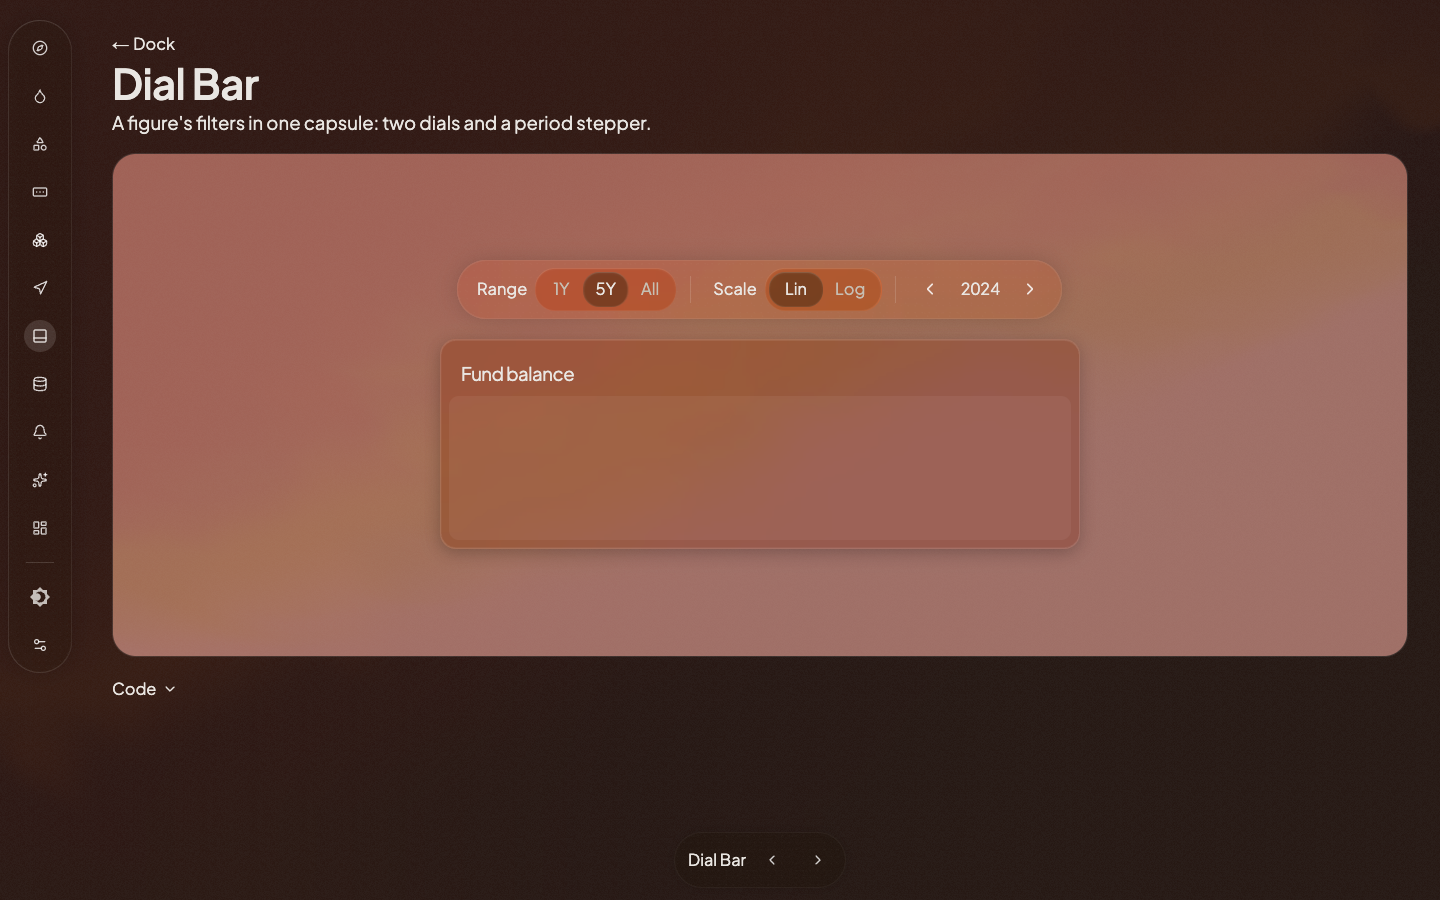 ← Dock
Dial Bar
A figure's filters in one capsule: two dials and a period stepper.
Range 1Y 5Y All Scale Lin Log 2024
Fund balance
Code
Dial Bar